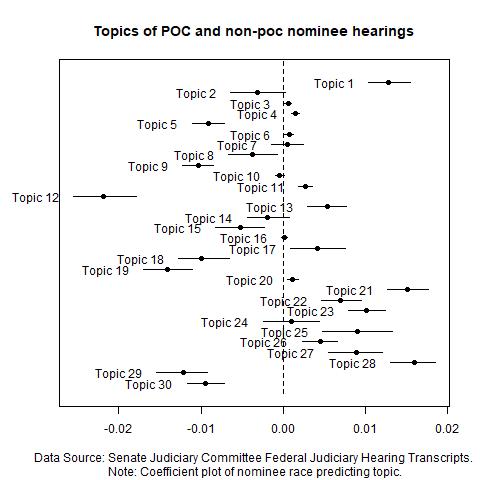 Topics of POC and non-poc nominee hearings
Topic 1
Topic 2
Topic 3
Topic 4
Topic 5
Topic 6
Topic 7
Topic 8
Topic 9
Topic 10
Topic 11
Topic 12
Topic 13
Topic 14
Topic 15
Topic 16
Topic 17
Topic 18
Topic 19
Topic 20
Topic 21
Topic 22
Topic 23
Topic 24
Topic 25
Topic 26
Topic 27
Topic 28
Topic 29
Topic 30
-0.02 -0.01 0.00 0.01 0.02
Data Source: Senate Judiciary Committee Federal Judiciary Hearing Transcripts.
Note: Coefficient plot of nominee race predicting topic.